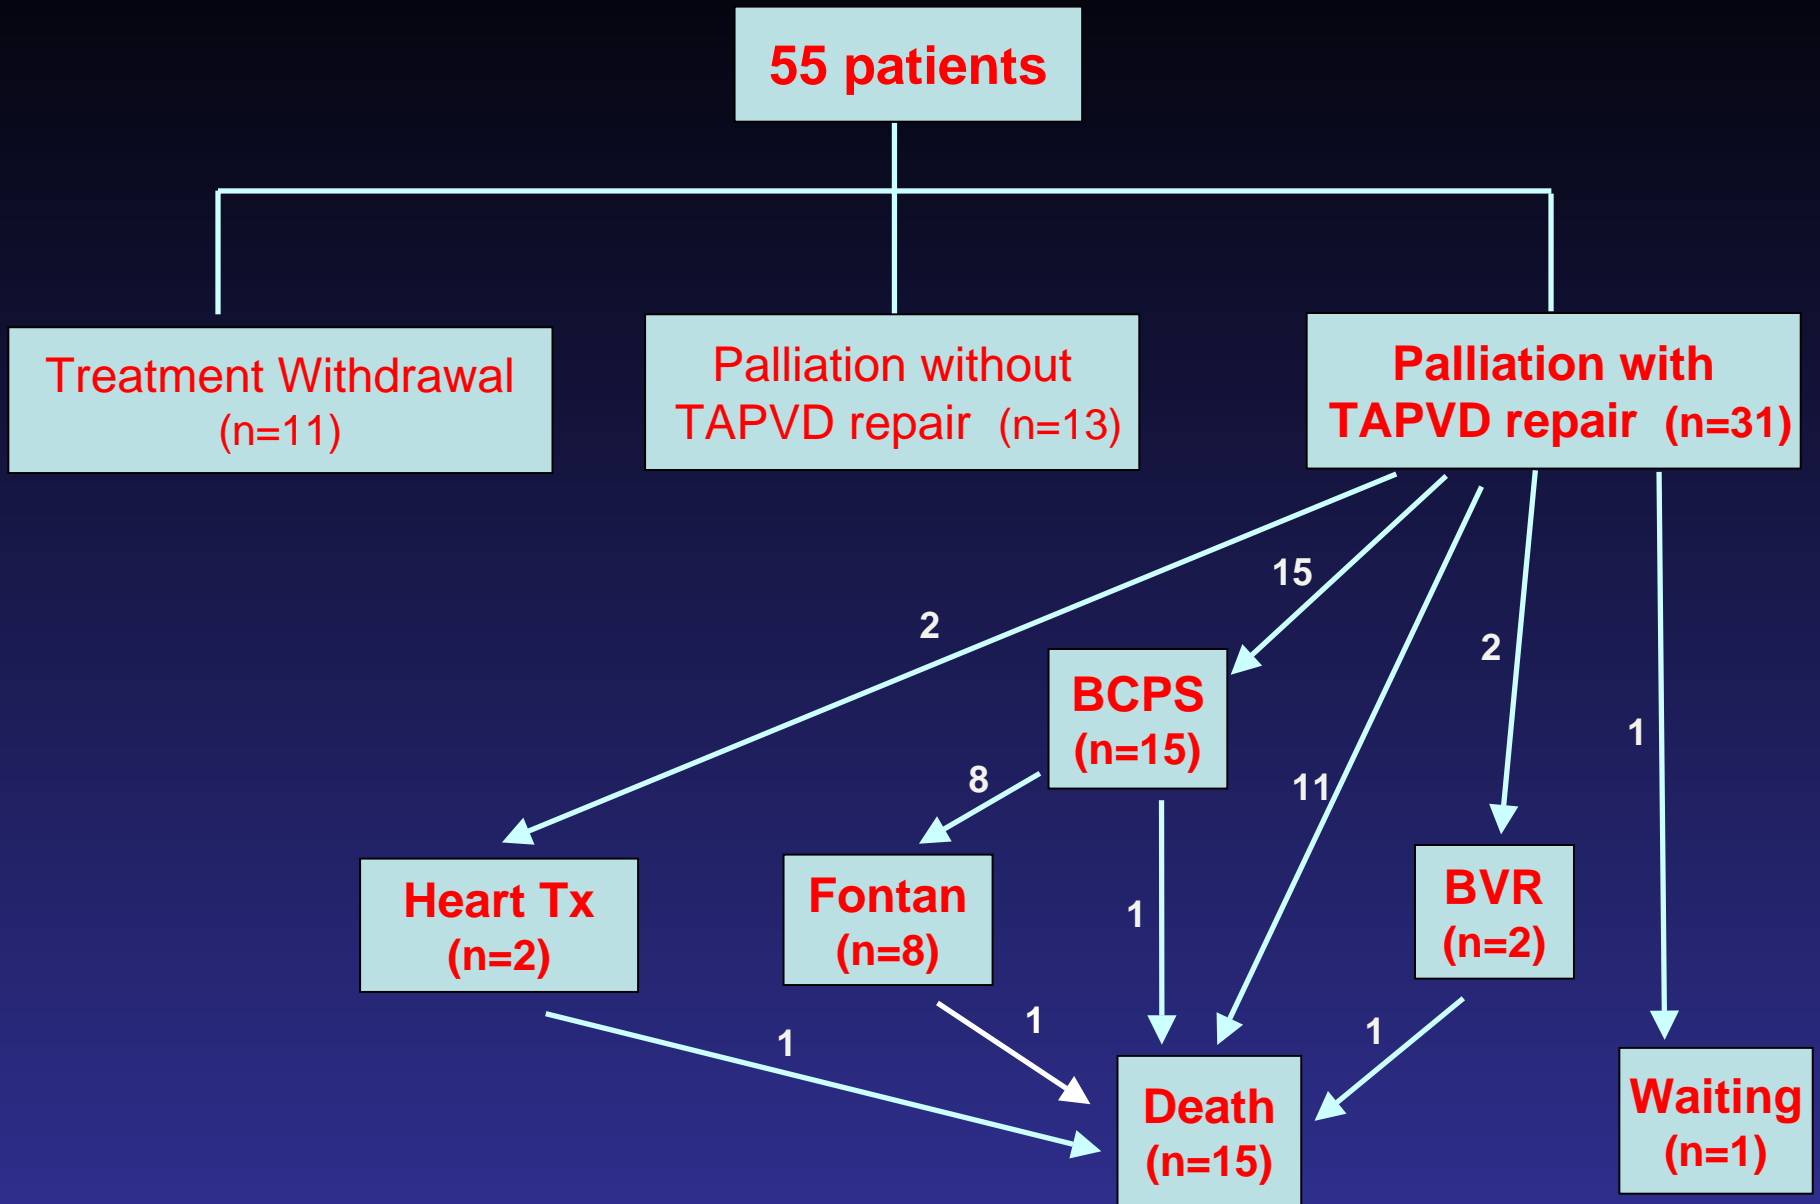 55 patients
Treatment Withdrawal
(n=11)
Palliation without
TAPVD repair (n=13)
Palliation with
TAPVD repair (n=31)
2
15
11
2
1
BCPS
(n=15)
8
1
Heart Tx
(n=2)
Fontan
(n=8)
BVR
(n=2)
1
1
1
Death
(n=15)
Waiting
(n=1)